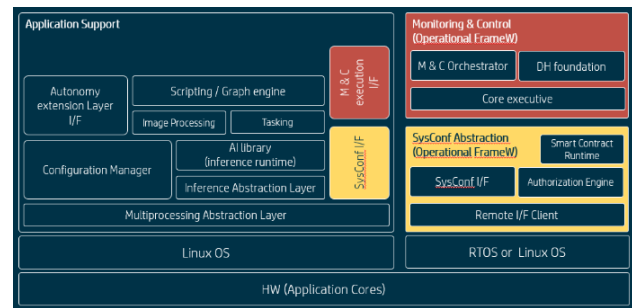 Application Support
Autonomy
extension Layer
I/F
Scripting / Graph engine
Image Processing
Tasking
M & C
execution
I/F
Configuration Manager
AI library
(inference runtime)
Inference Abstraction Layer
SysConf I/F
Multiprocessing Abstraction Layer
Linux OS
Monitoring & Control
(Operational FrameW)
M & C Orchestrator
DH foundation
Core executive
SysConf Abstraction
(Operational FrameW)
Smart Contract
Runtime
SysConf I/F
Authorization Engine
Remote I/F Client
RTOS or Linux OS
HW (Application Cores)